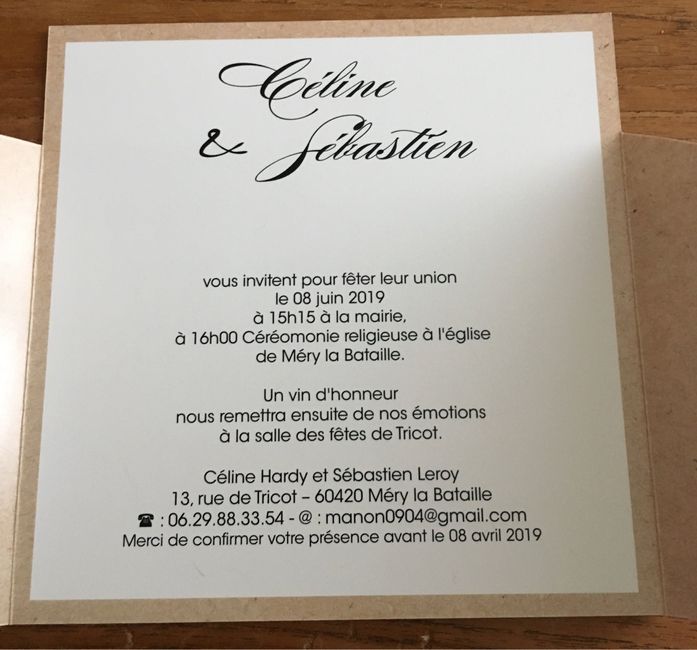 Céline
& Sébastien
vous invitent pour fêter leur union
le 08 juin 2019
à 15h15 à la mairie,
à 16h00 Céréomonie religieuse à l'église
de Méry la Bataille.
Un vin d'honneur
nous remettra ensuite de nos émotions
à la salle des fêtes de Tricot.
Céline Hardy et Sébastien Leroy
13, rue de Tricot – 60420 Méry la Bataille
☎ : 06.29.88.33.54 - @ : manon0904@gmail.com
Merci de confirmer votre présence avant le 08 avril 2019